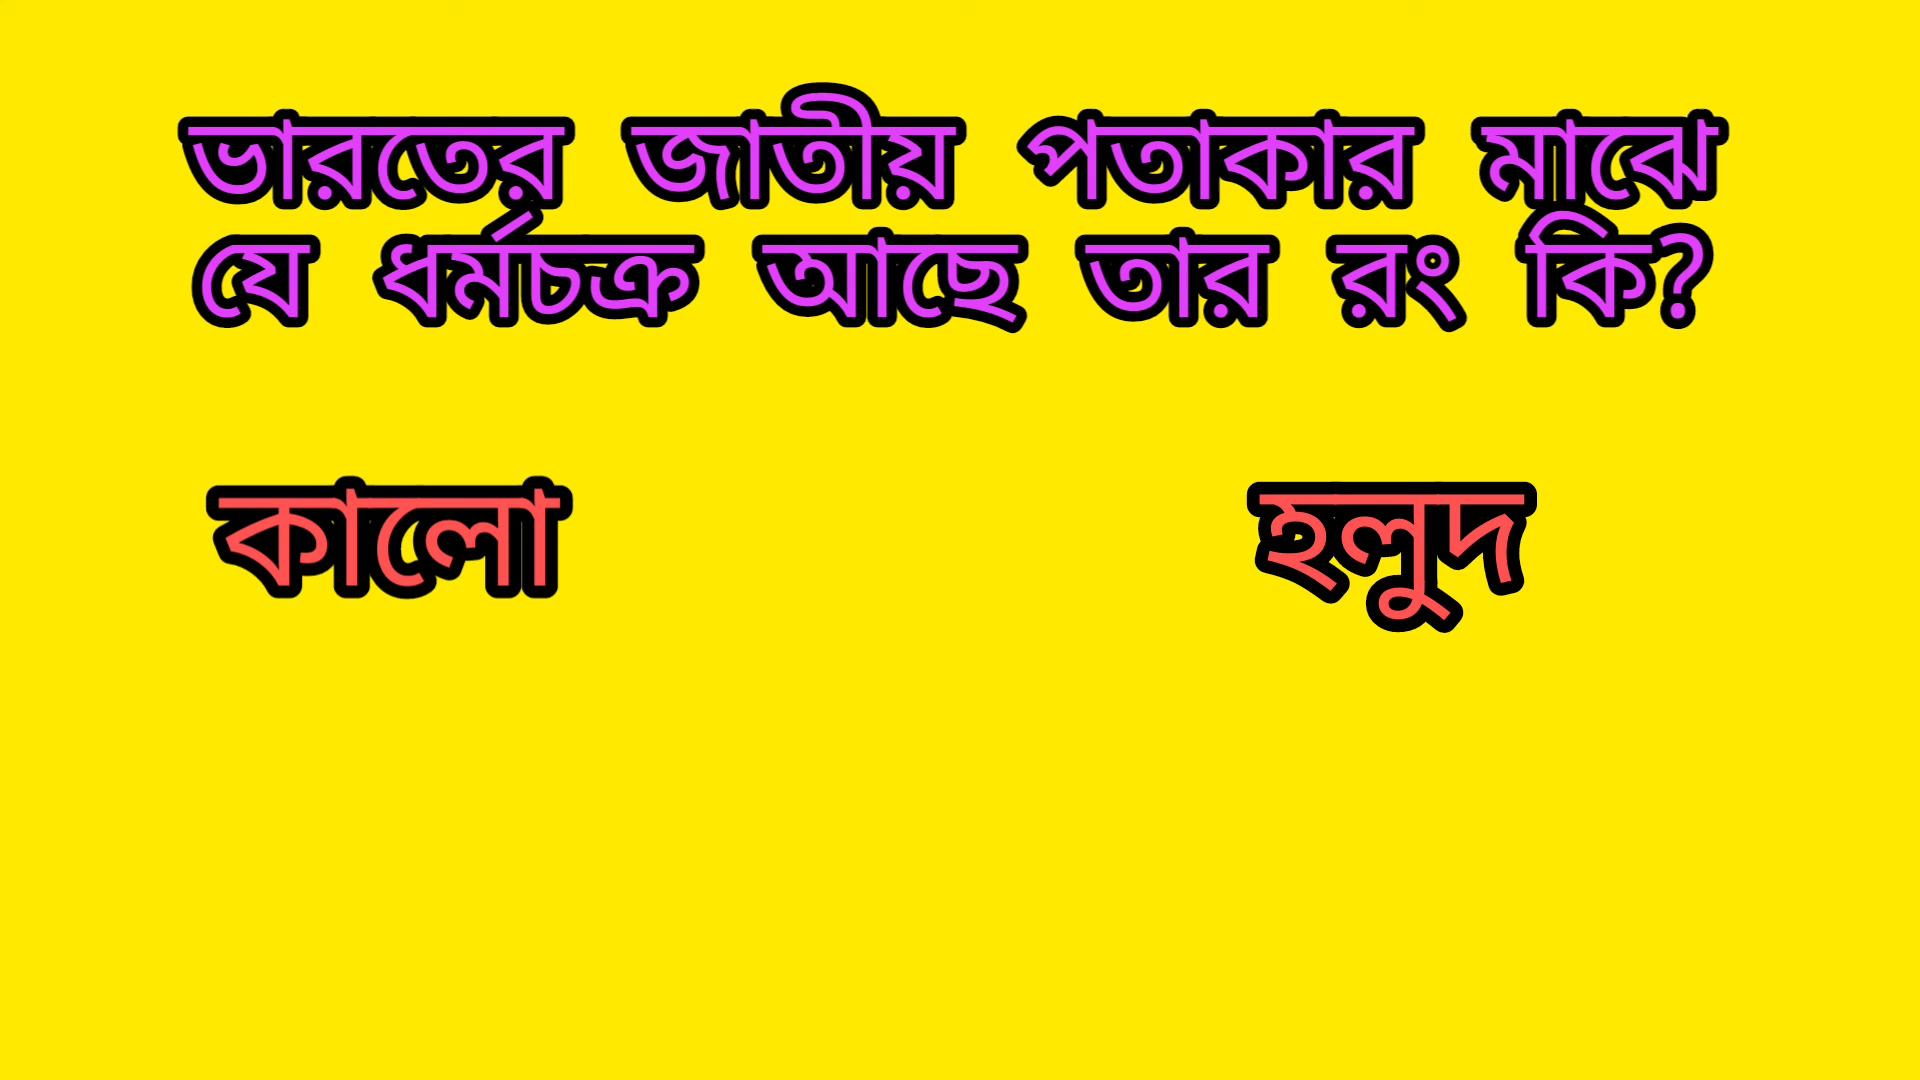 ভারতের জাতীয় পতাকার মাঝে
যে ধর্মচক্র আছে তার রং কি?
কালো হলুদ